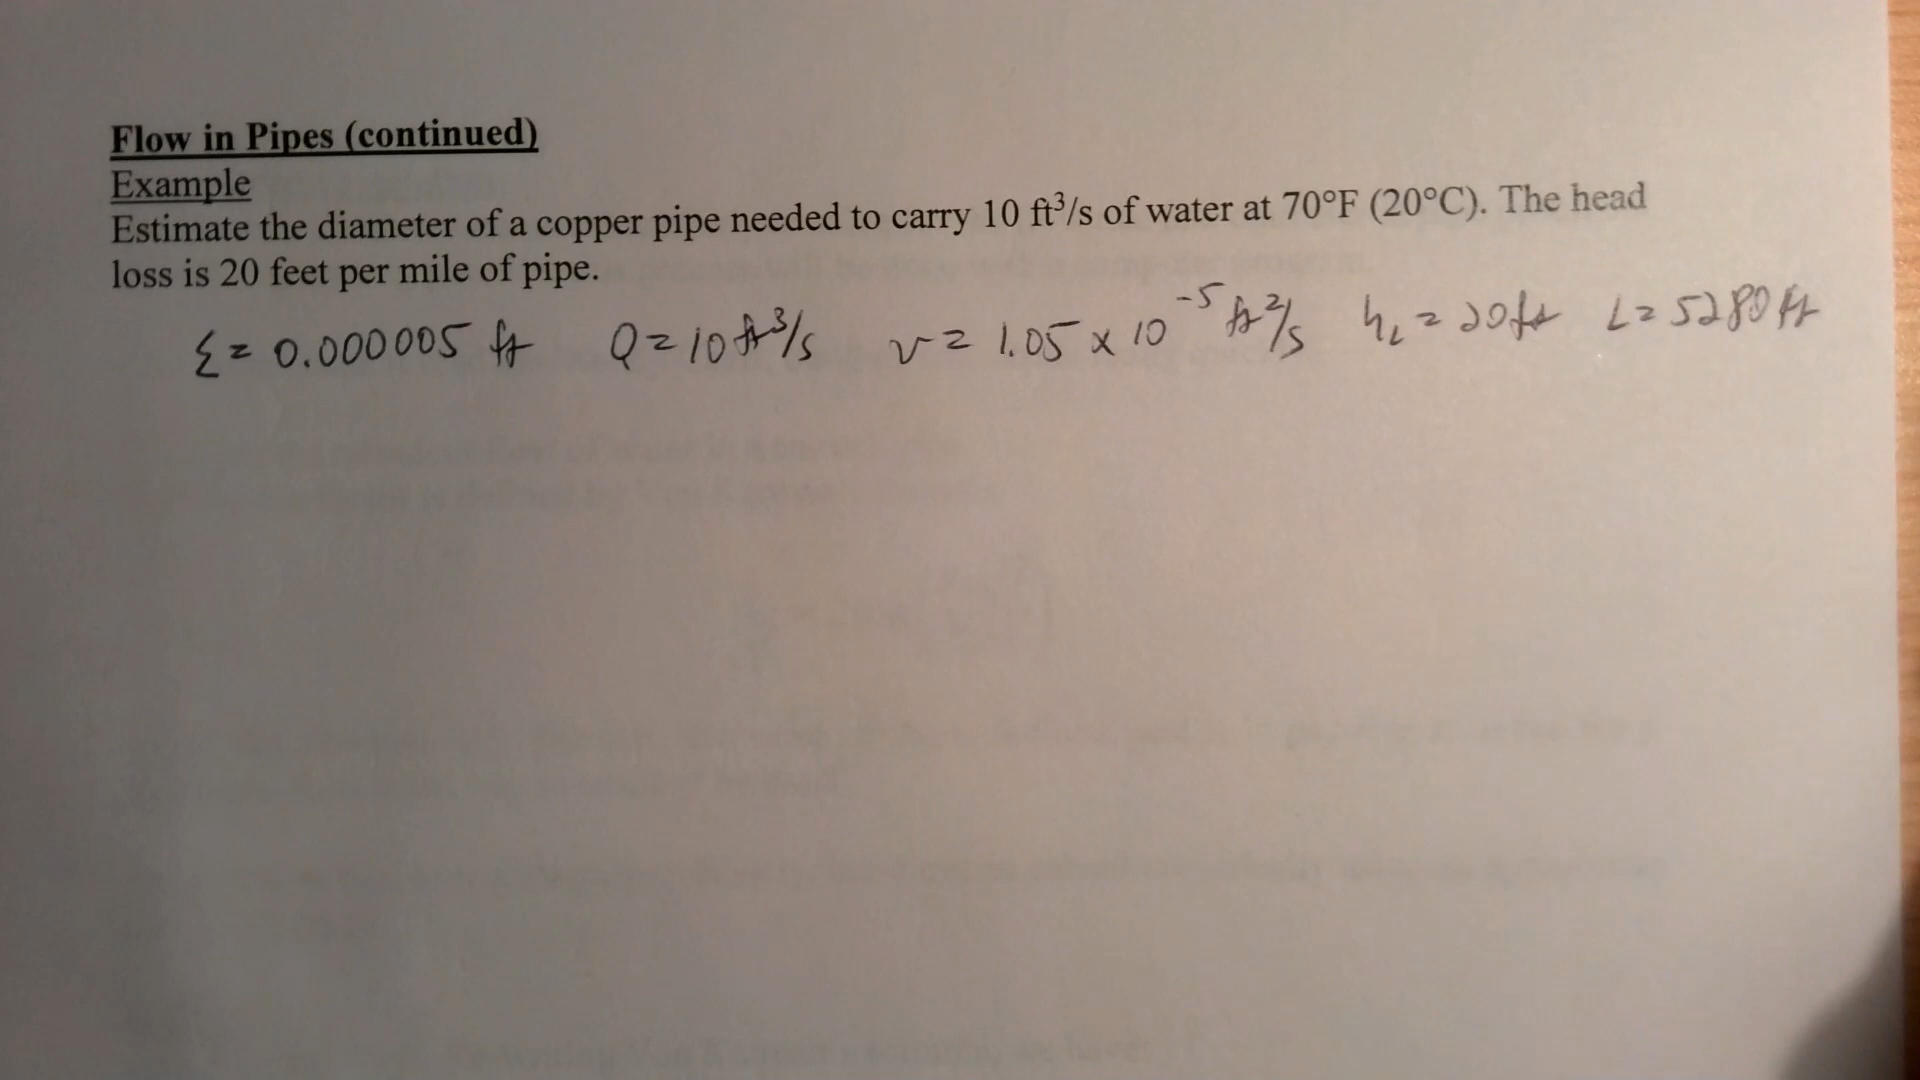 Flow in Pipes (continued)
Example
Estimate the diameter of a copper pipe needed to carry 10 ft³/s of water at 70°F (20°C). The head
loss is 20 feet per mile of pipe.
ε = 0.000005 ft Q = 10 ft³/s ν = 1.05 x 10⁻⁵ ft²/s h_L = 20 ft L = 5280 ft